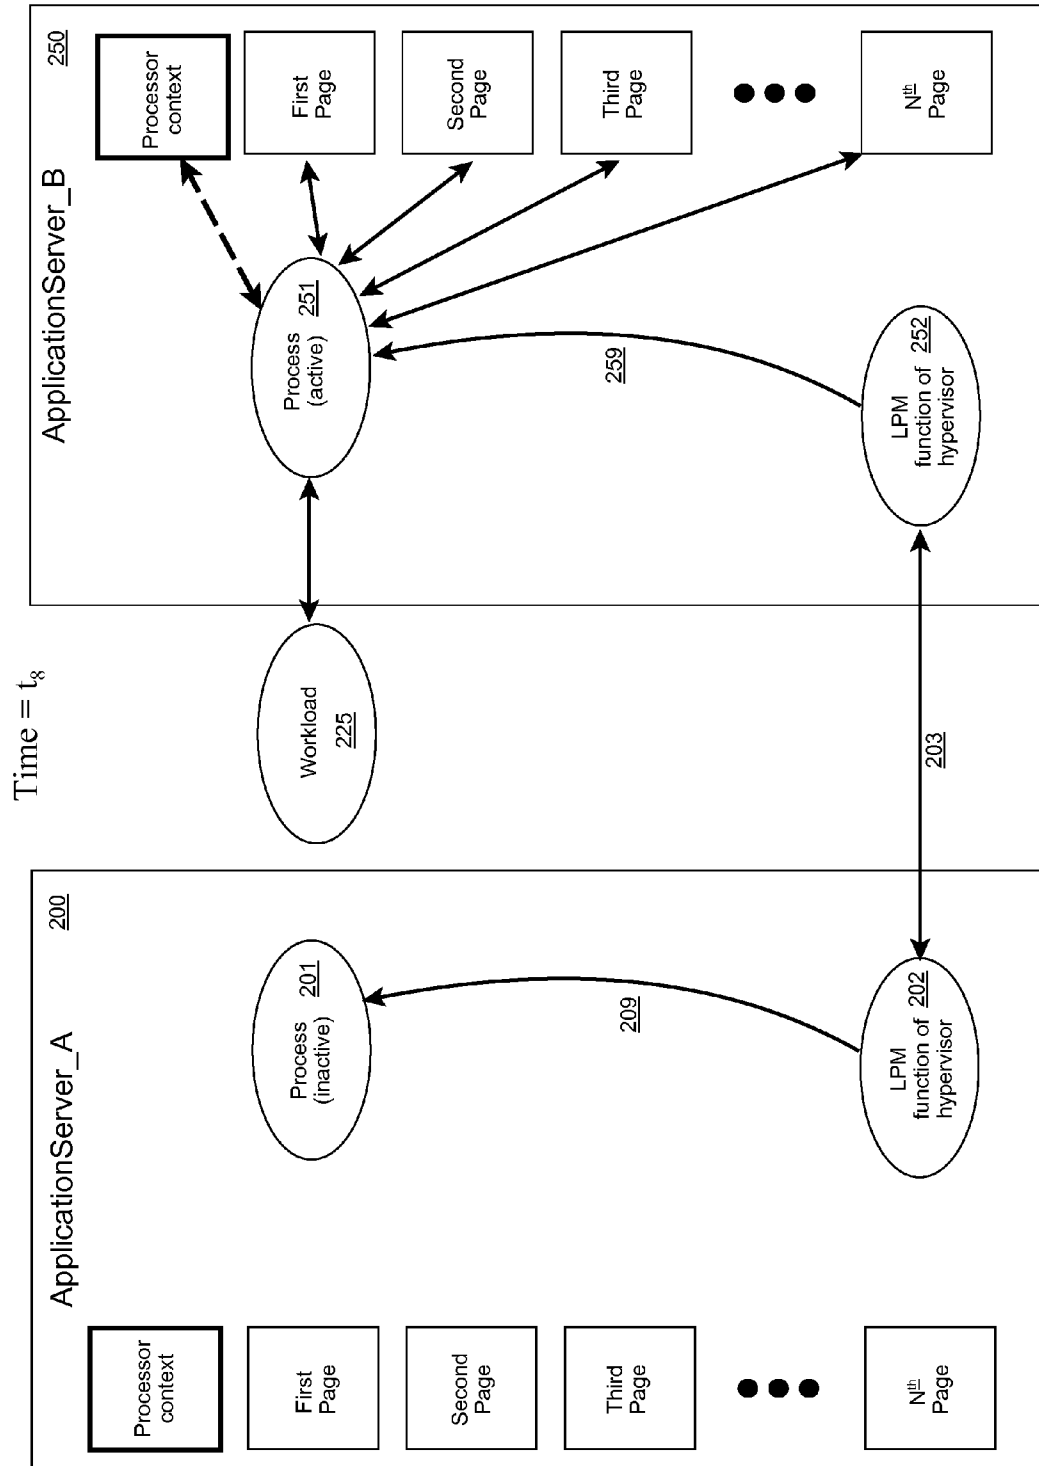 Time = t8
ApplicationServer_A
200
Processor
context
First
Page
Second
Page
Third
Page
Nth
Page
Process
(inactive)
201
209
LPM
function of
hypervisor
202
203
Workload
225
ApplicationServer_B
250
Process
(active)
251
259
LPM
function of
hypervisor
252
Processor
context
First
Page
Second
Page
Third
Page
Nth
Page